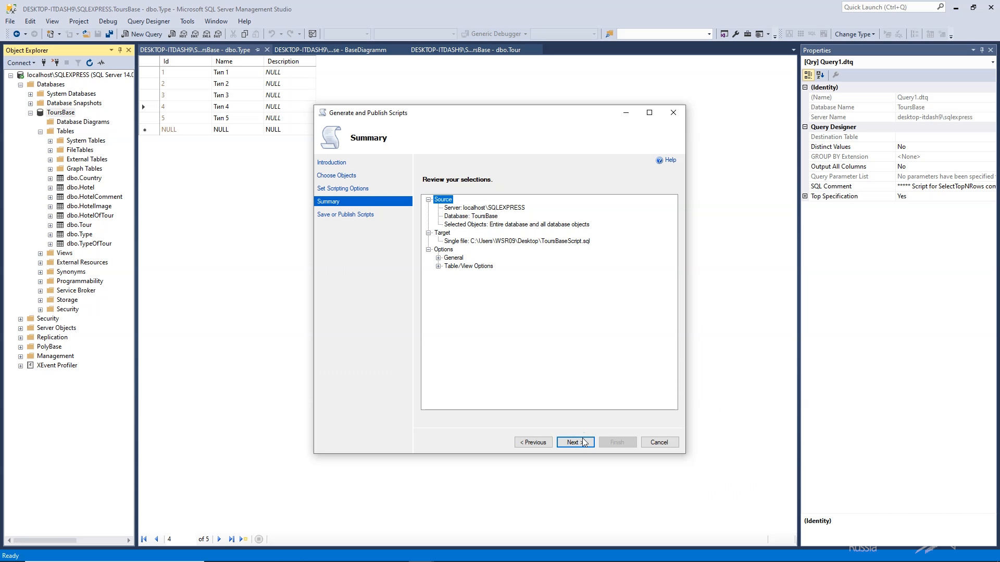 DESKTOP-ITDASH9\SQLEXPRESS.ToursBase - dbo.Type - Microsoft SQL Server Management Studio
Quick Launch (Ctrl+Q)
File Edit View Project Debug Query Designer Tools Window Help
New Query
MDX DMX XMLA DAX
Generic Debugger
SQL
Change Type
Object Explorer
Connect
localhost\SQLEXPRESS (SQL Server 14.0
Databases
System Databases
Database Snapshots
ToursBase
Database Diagrams
Tables
System Tables
FileTables
External Tables
Graph Tables
dbo.Country
dbo.Hotel
dbo.HotelComment
dbo.HotelImage
dbo.HotelOfTour
dbo.Tour
dbo.Type
dbo.TypeOfTour
Views
External Resources
Synonyms
Programmability
Service Broker
Storage
Security
Security
Server Objects
Replication
PolyBase
Management
XEvent Profiler
DESKTOP-ITDASH9\S...rsBase - dbo.Type
DESKTOP-ITDASH9\...se - BaseDiagramm
DESKTOP-ITDASH9\S...rsBase - dbo.Tour
Id Name Description
1 Тип 1 NULL
2 Тип 2 NULL
3 Тип 3 NULL
4 Тип 4 NULL
5 Тип 5 NULL
NULL NULL NULL
4 of 5
Generate and Publish Scripts
Summary
Introduction
Choose Objects
Set Scripting Options
Summary
Save or Publish Scripts
Help
Review your selections.
Source
Server: localhost\SQLEXPRESS
Database: ToursBase
Selected Objects: Entire database and all database objects
Target
Single file: C:\Users\WSR09\Desktop\ToursBaseScript.sql
Options
General
Table/View Options
< Previous
Next >
Finish
Cancel
Properties
[Qry] Query1.dtq
(Identity)
(Name) Query1.dtq
Database Name ToursBase
Server Name desktop-itdash9\sqlexpress
Query Designer
Destination Table
Distinct Values No
GROUP BY Extension <None>
Output All Columns No
Query Parameter List No parameters have been specified
SQL Comment ***** Script for SelectTopNRows com
Top Specification Yes
(Identity)
Russia
Ready